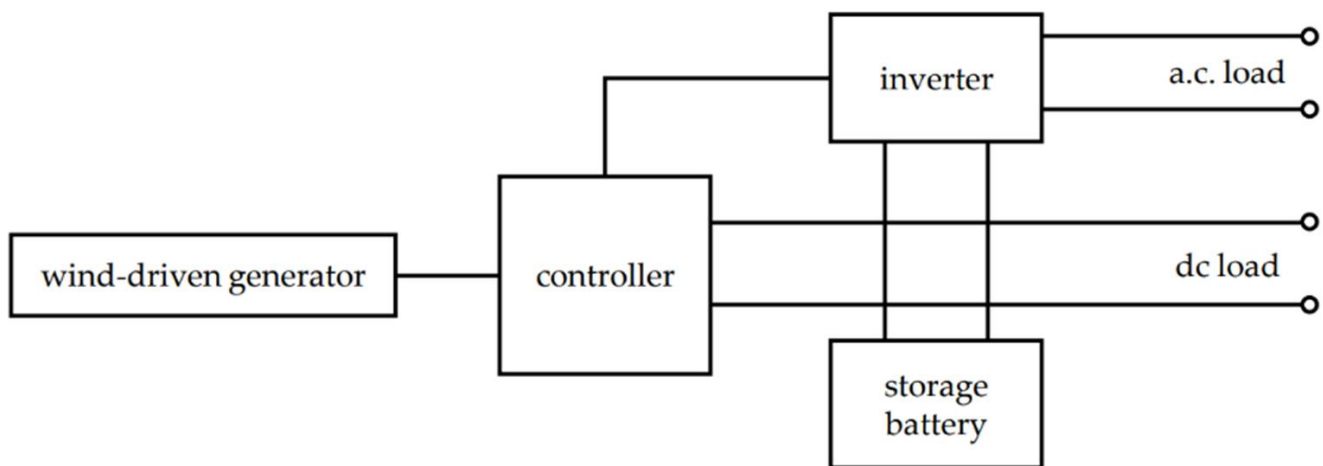 inverter
a.c. load
wind-driven generator
controller
dc load
storage
battery